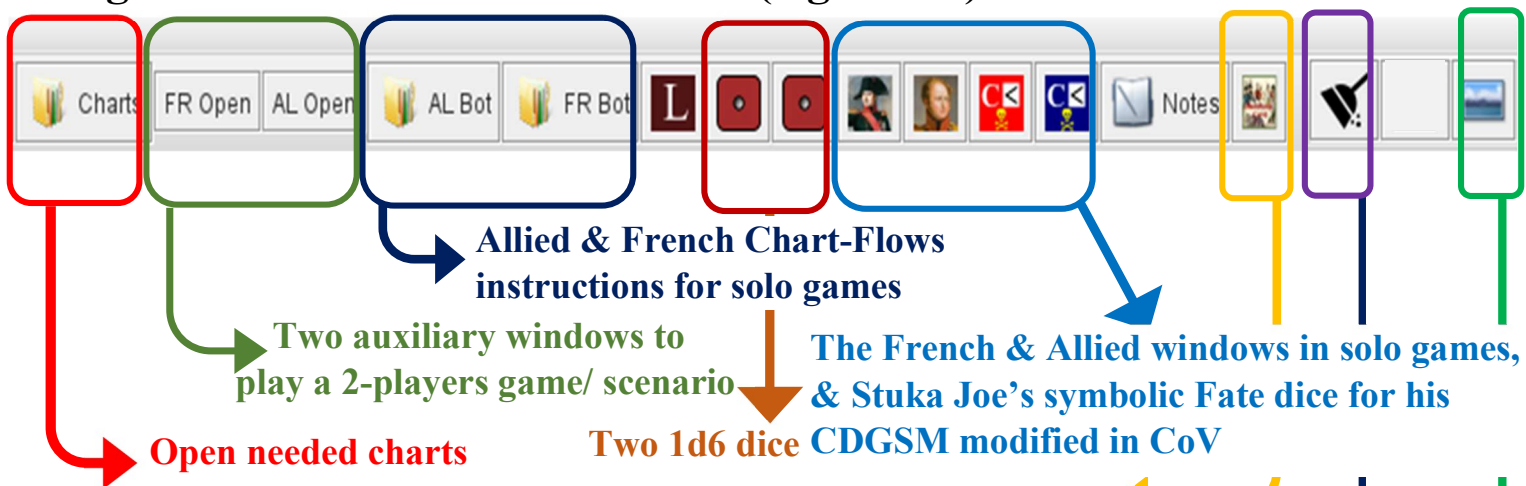 Charts
FR Open
AL Open
AL Bot
FR Bot
L
C<
C<
Notes
Allied & French Chart-Flows
instructions for solo games
Two auxiliary windows to
play a 2-players game/ scenario
The French & Allied windows in solo games,
& Stuka Joe’s symbolic Fate dice for his
CDGSM modified in CoV
Two 1d6 dice
Open needed charts